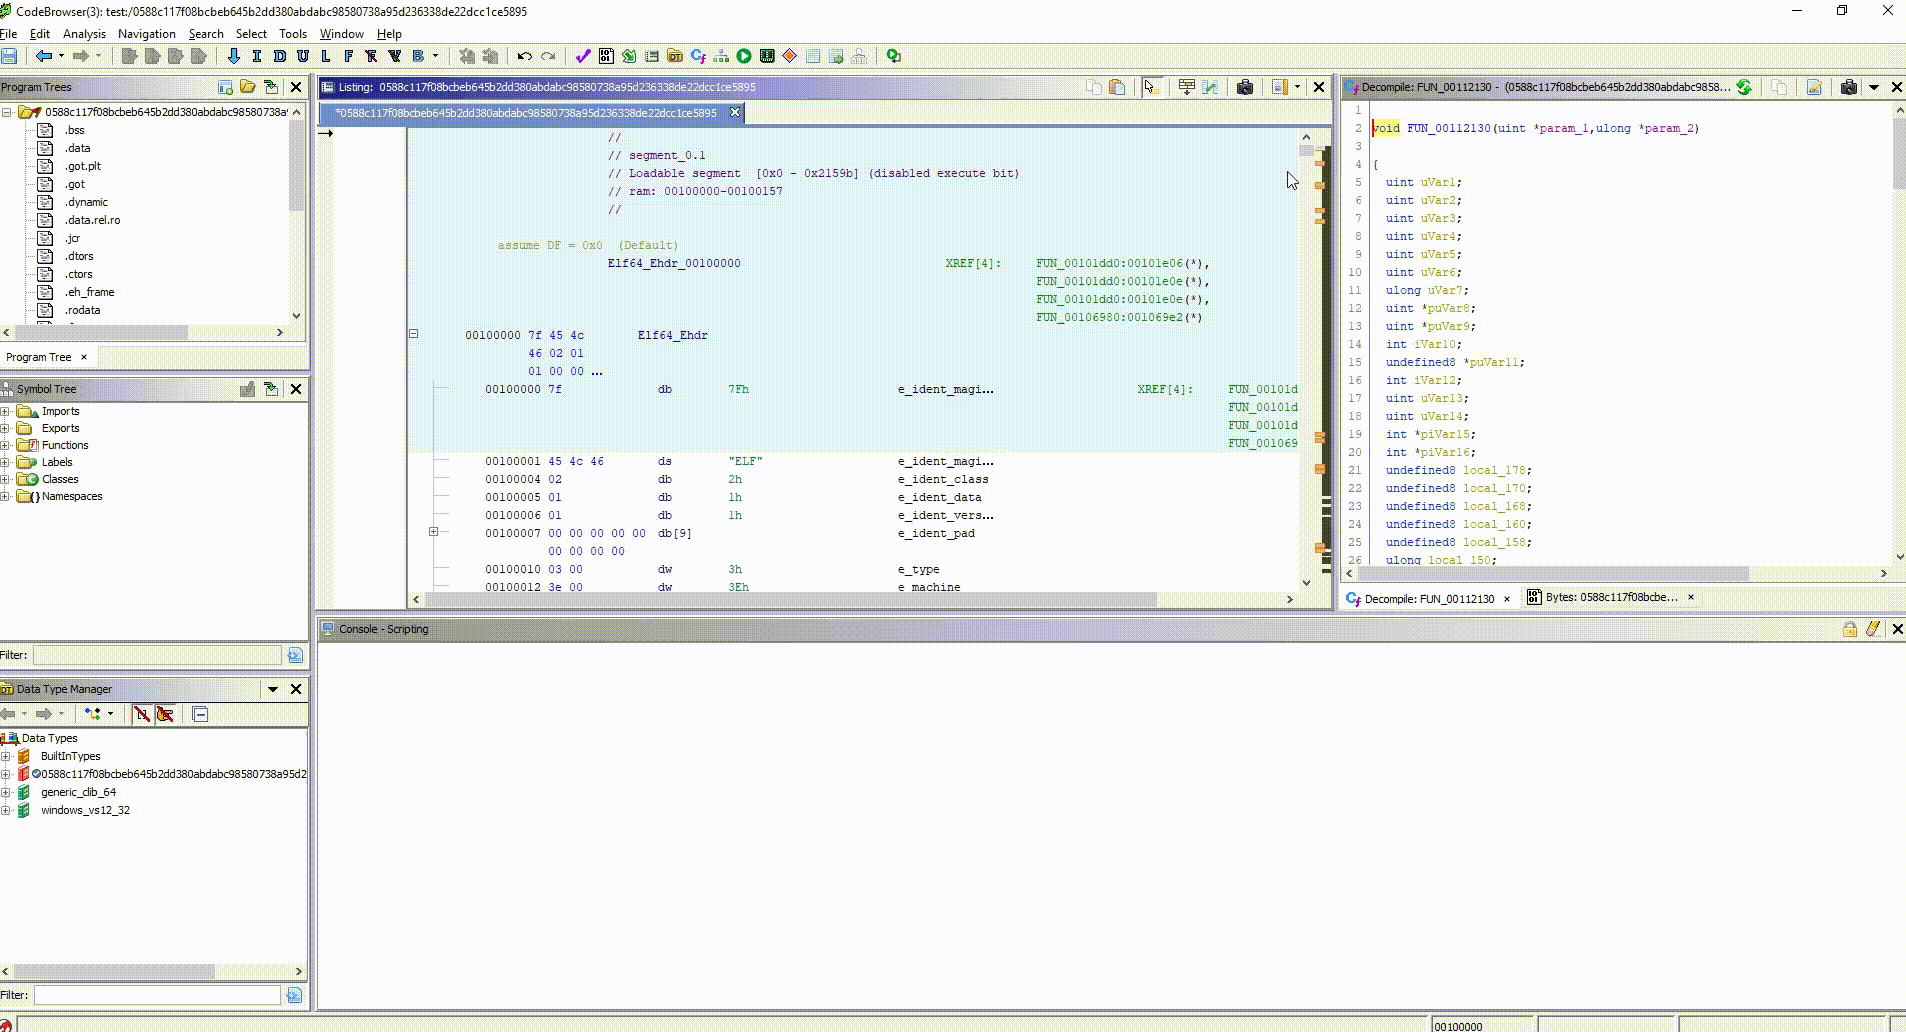 CodeBrowser(3): test:/0588c117f08bcbeb645b2dd380abdabc98580738a95d236338de22dcc1ce5895
File Edit Analysis Navigation Search Select Tools Window Help
I D U L F B
Program Trees
0588c117f08bcbeb645b2dd380abdabc98580738a
.bss
.data
.got.plt
.got
.dynamic
.data.rel.ro
.jcr
.dtors
.ctors
.eh_frame
.rodata
Program Tree ×
Symbol Tree
Imports
Exports
Functions
Labels
Classes
Namespaces
Filter:
Data Type Manager
Data Types
BuiltInTypes
0588c117f08bcbeb645b2dd380abdabc98580738a95d2
generic_clib_64
windows_vs12_32
Filter:
Listing: 0588c117f08bcbeb645b2dd380abdabc98580738a95d236338de22dcc1ce5895
*0588c117f08bcbeb645b2dd380abdabc98580738a95d236338de22dcc1ce5895
//
// segment_0.1
// Loadable segment [0x0 - 0x2159b] (disabled execute bit)
// ram: 00100000-00100157
//
assume DF = 0x0 (Default)
Elf64_Ehdr_00100000 XREF[4]: FUN_00101dd0:00101e06(*),
FUN_00101dd0:00101e0e(*),
FUN_00101dd0:00101e0e(*),
FUN_00106980:001069e2(*)
00100000 7f 45 4c Elf64_Ehdr
46 02 01
01 00 00 ...
00100000 7f db 7Fh e_ident_magi... XREF[4]: FUN_00101d
FUN_00101d
FUN_00101d
FUN_001069
00100001 45 4c 46 ds "ELF" e_ident_magi...
00100004 02 db 2h e_ident_class
00100005 01 db 1h e_ident_data
00100006 01 db 1h e_ident_vers...
00100007 00 00 00 00 00 db[9] e_ident_pad
00 00 00 00
00100010 03 00 dw 3h e_type
00100012 3e 00 dw 3Eh e_machine
Decompile: FUN_00112130 - (0588c117f08bcbeb645b2dd380abdabc9858...
1
2 void FUN_00112130(uint *param_1,ulong *param_2)
3
4 {
5 uint uVar1;
6 uint uVar2;
7 uint uVar3;
8 uint uVar4;
9 uint uVar5;
10 uint uVar6;
11 ulong uVar7;
12 uint *puVar8;
13 uint *puVar9;
14 int iVar10;
15 undefined8 *puVar11;
16 int iVar12;
17 uint uVar13;
18 uint uVar14;
19 int *piVar15;
20 int *piVar16;
21 undefined8 local_178;
22 undefined8 local_170;
23 undefined8 local_168;
24 undefined8 local_160;
25 undefined8 local_158;
26 ulong local_150;
Decompile: FUN_00112130 × Bytes: 0588c117f08bcbe... ×
Console - Scripting
00100000